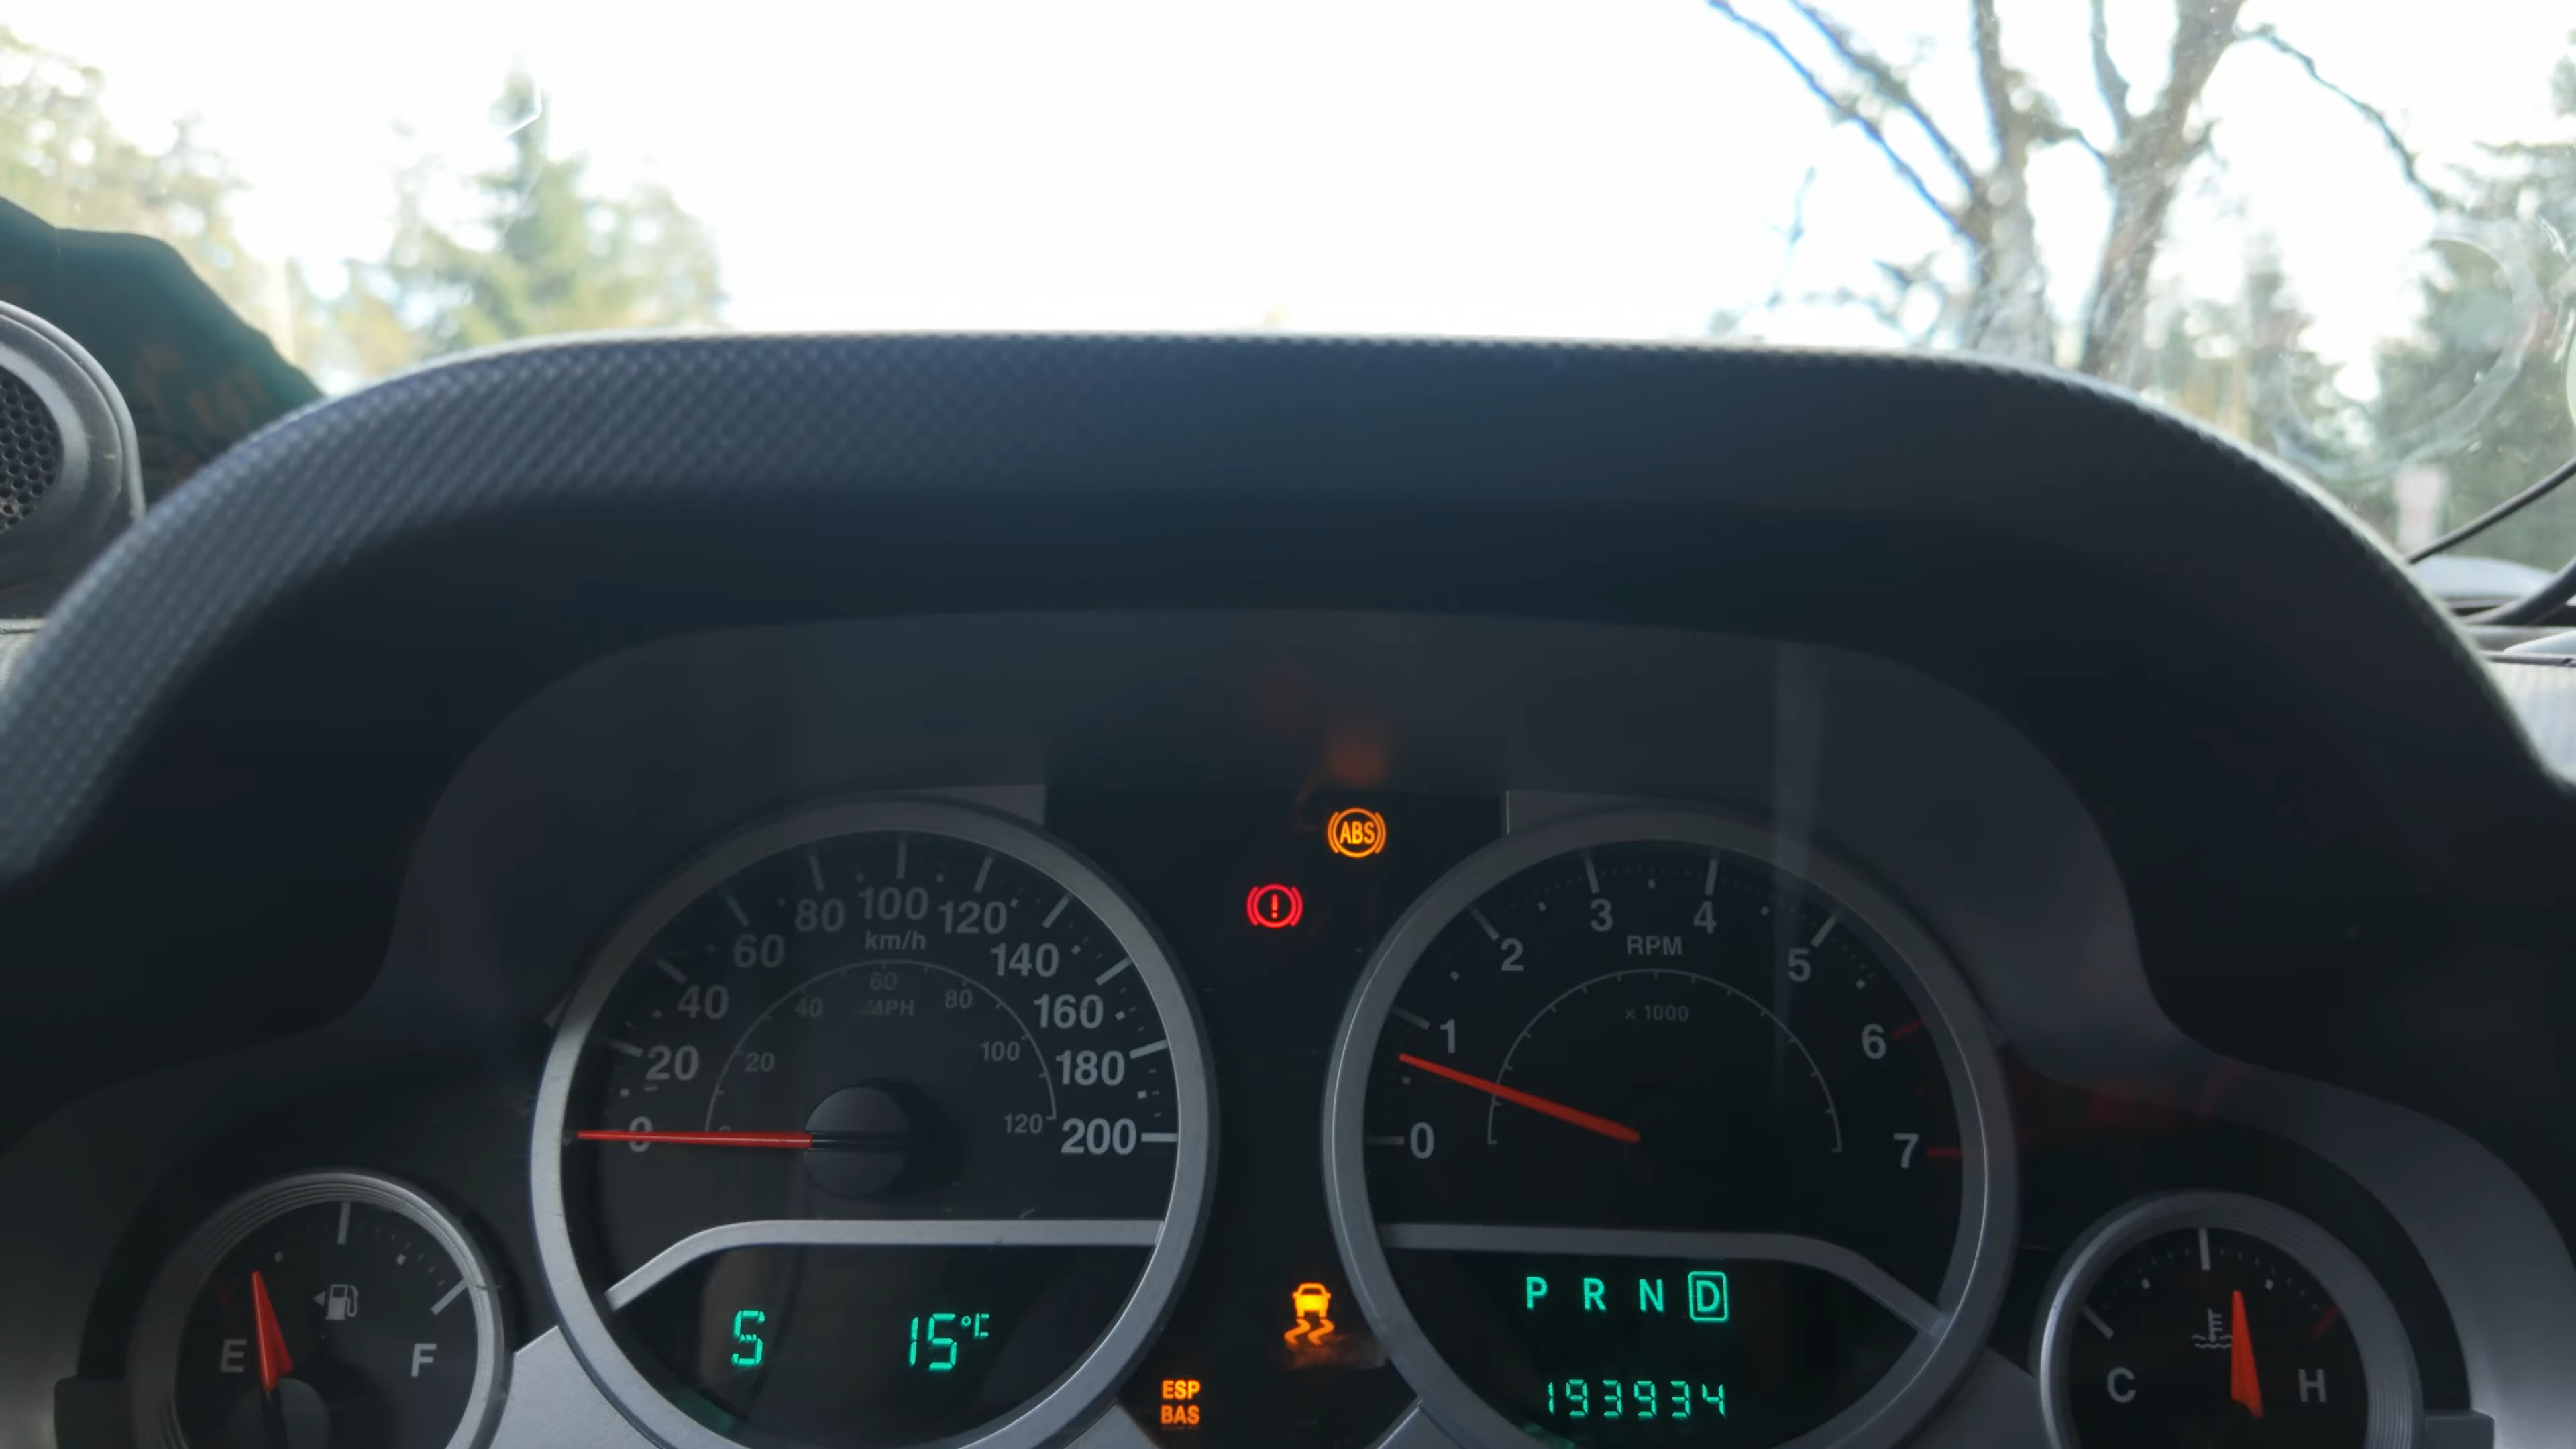 ABS
80 100 120
60 km/h 140
40 160
20 180
0 200
60
40 MPH 80
20 100
120
3 4
2 RPM 5
1 x 1000 6
0 7
E F
S 15°C
ESP
BAS
P R N D
193934
C H